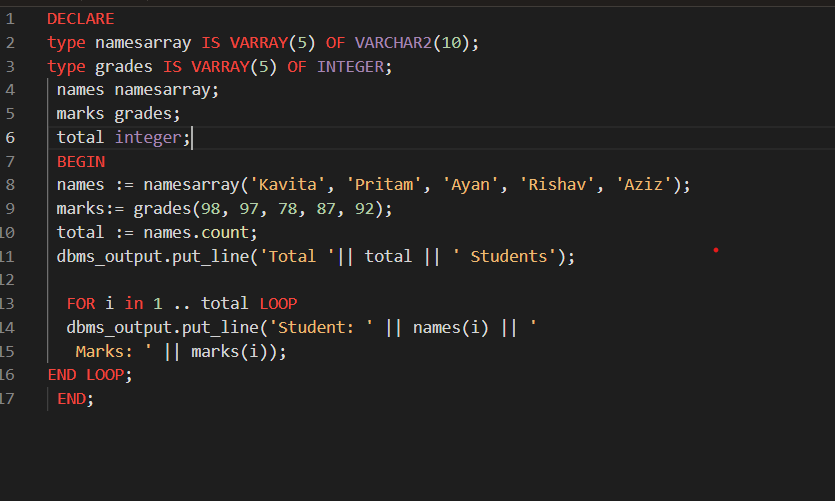 1 DECLARE
2 type namesarray IS VARRAY(5) OF VARCHAR2(10);
3 type grades IS VARRAY(5) OF INTEGER;
4 names namesarray;
5 marks grades;
6 total integer;
7 BEGIN
8 names := namesarray('Kavita', 'Pritam', 'Ayan', 'Rishav', 'Aziz');
9 marks:= grades(98, 97, 78, 87, 92);
10 total := names.count;
11 dbms_output.put_line('Total '|| total || ' Students');
12
13 FOR i in 1 .. total LOOP
14 dbms_output.put_line('Student: ' || names(i) || '
15 Marks: ' || marks(i));
16 END LOOP;
17 END;